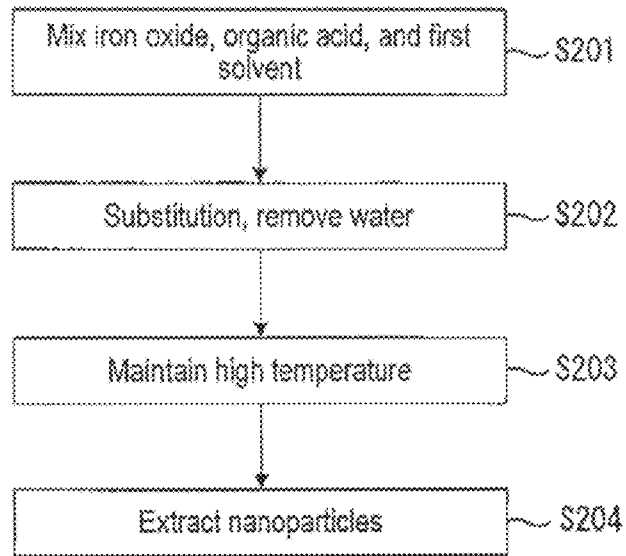 Mix iron oxide, organic acid, and first
solvent
S201
Substitution, remove water
S202
Maintain high temperature
S203
Extract nanoparticles
S204